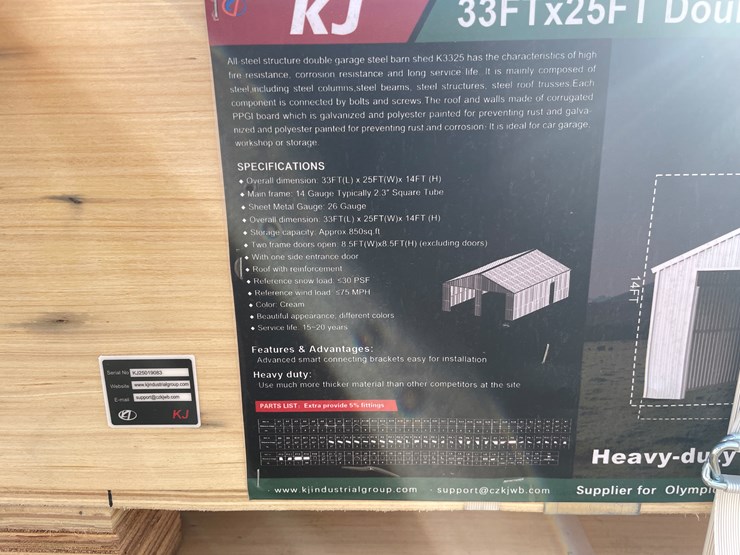 KJ
33FTx25FT Dou
All-steel structure double garage steel barn shed K3325 has the characteristics of high
fire resistance, corrosion resistance and long service life. It is mainly composed of
steel,including steel columns,steel beams, steel structures, steel roof trusses.Each
component is connected by bolts and screws The roof and walls made of corrugated
PPGI board which is galvanized and polyester painted for preventing rust and galva-
nized and polyester painted for preventing rust and corrosion. It is ideal for car garage,
workshop or storage.
SPECIFICATIONS
• Overall dimension: 33FT(L) x 25FT(W)x 14FT (H)
• Main frame: 14 Gauge Typically 2.3" Square Tube
• Sheet Metal Gauge: 26 Gauge
• Overall dimension: 33FT(L) x 25FT(W)x 14FT (H)
• Storage capacity: Approx 850sq.ft
• Two frame doors open: 8.5FT(W)x8.5FT(H) (excluding doors)
• With one side entrance door
• Roof with reinforcement
• Reference snow load: ≤30 PSF
• Reference wind load: ≤75 MPH
• Color: Cream
• Beautiful appearance: different colors
• Service life: 15~20 years
14FT
Features & Advantages:
Advanced smart connecting brackets easy for installation
Heavy duty:
Use much more thicker material than other competitors at the site
PARTS LIST: Extra provide 5% fittings
Heavy-duty
www.kjindustrialgroup.com support@czkjwb.com Supplier for Olympi
Serial No KJ25019083
Website www.kjindustrialgroup.com
E-mail support@czkjwb.com
KJ